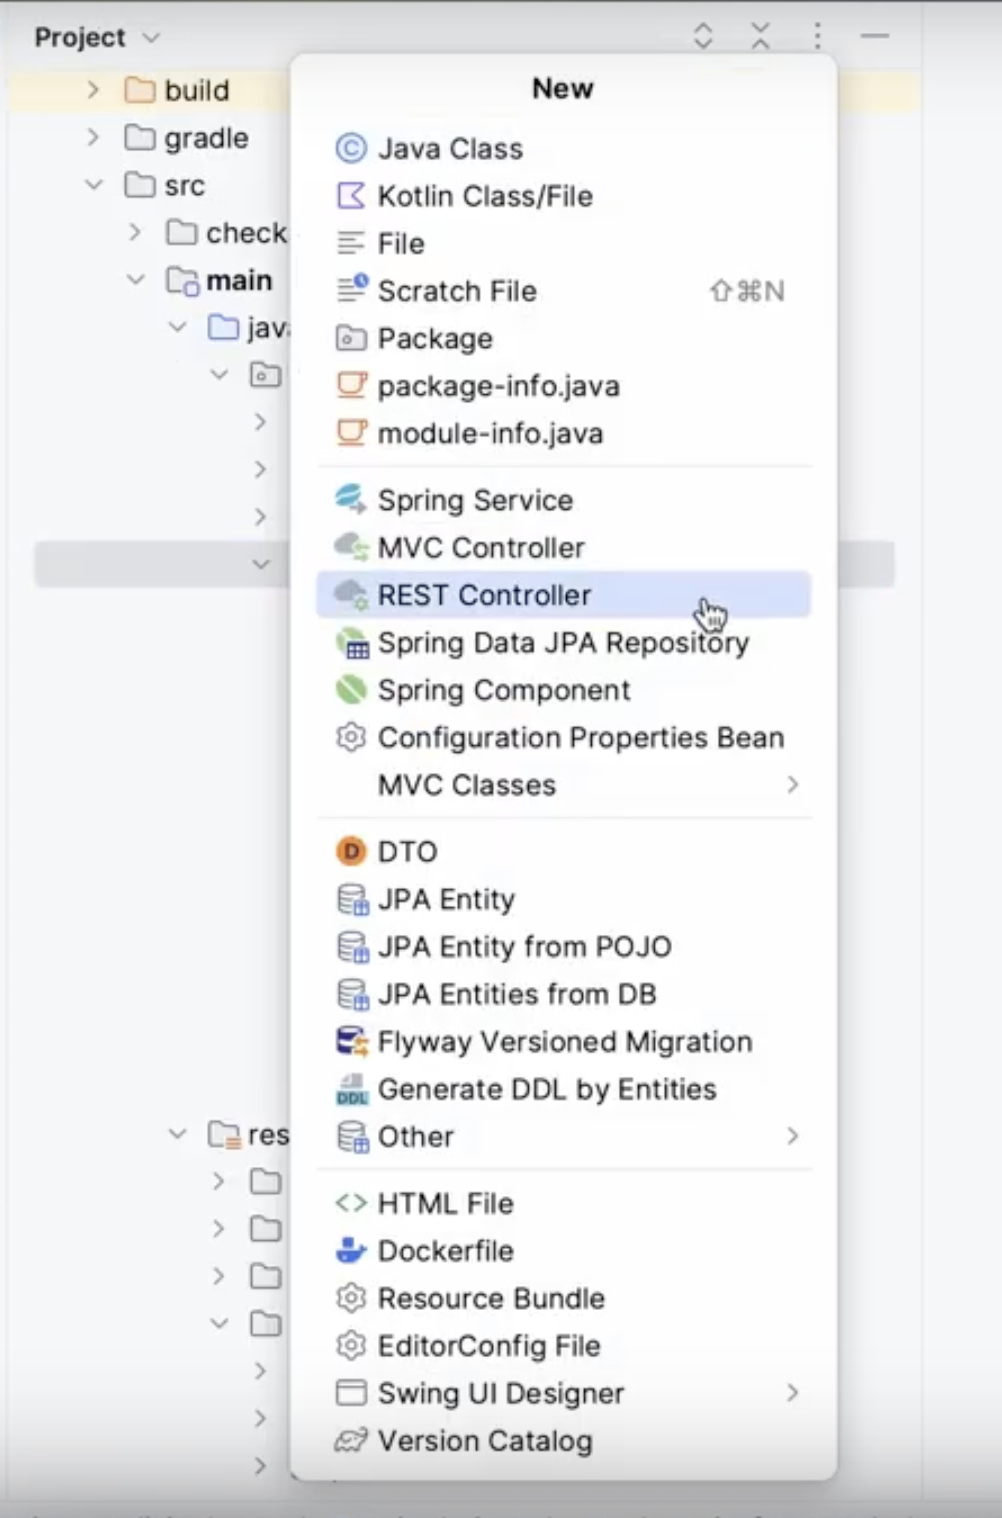 Project
New
build
gradle
src
check
main
jav
res
Java Class
Kotlin Class/File
File
Scratch File ⇧⌘N
Package
package-info.java
module-info.java
Spring Service
MVC Controller
REST Controller
Spring Data JPA Repository
Spring Component
Configuration Properties Bean
MVC Classes
DTO
JPA Entity
JPA Entity from POJO
JPA Entities from DB
Flyway Versioned Migration
DDL Generate DDL by Entities
Other
HTML File
Dockerfile
Resource Bundle
EditorConfig File
Swing UI Designer
Version Catalog